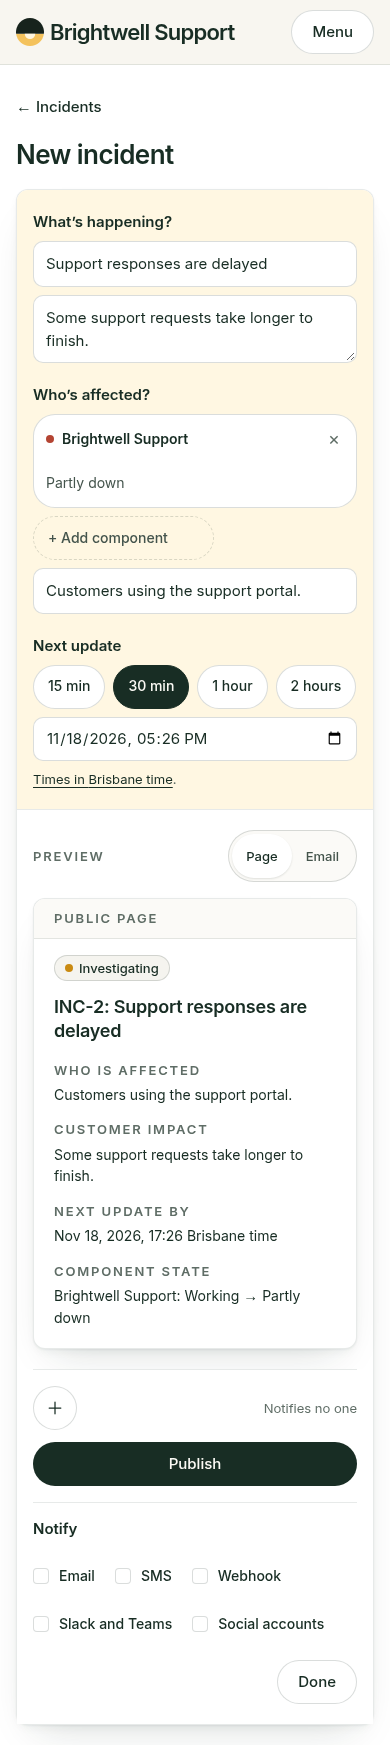 Brightwell Support
Menu
← Incidents
New incident
What’s happening?
Support responses are delayed
Some support requests take longer to
finish.
Who’s affected?
Brightwell Support ×
Partly down
+ Add component
Customers using the support portal.
Next update
15 min 30 min 1 hour 2 hours
11/18/2026, 05:26 PM
Times in Brisbane time.
PREVIEW Page Email
PUBLIC PAGE
Investigating
INC-2: Support responses are
delayed
WHO IS AFFECTED
Customers using the support portal.
CUSTOMER IMPACT
Some support requests take longer to
finish.
NEXT UPDATE BY
Nov 18, 2026, 17:26 Brisbane time
COMPONENT STATE
Brightwell Support: Working → Partly
down
+ Notifies no one
Publish
Notify
Email SMS Webhook
Slack and Teams Social accounts
Done